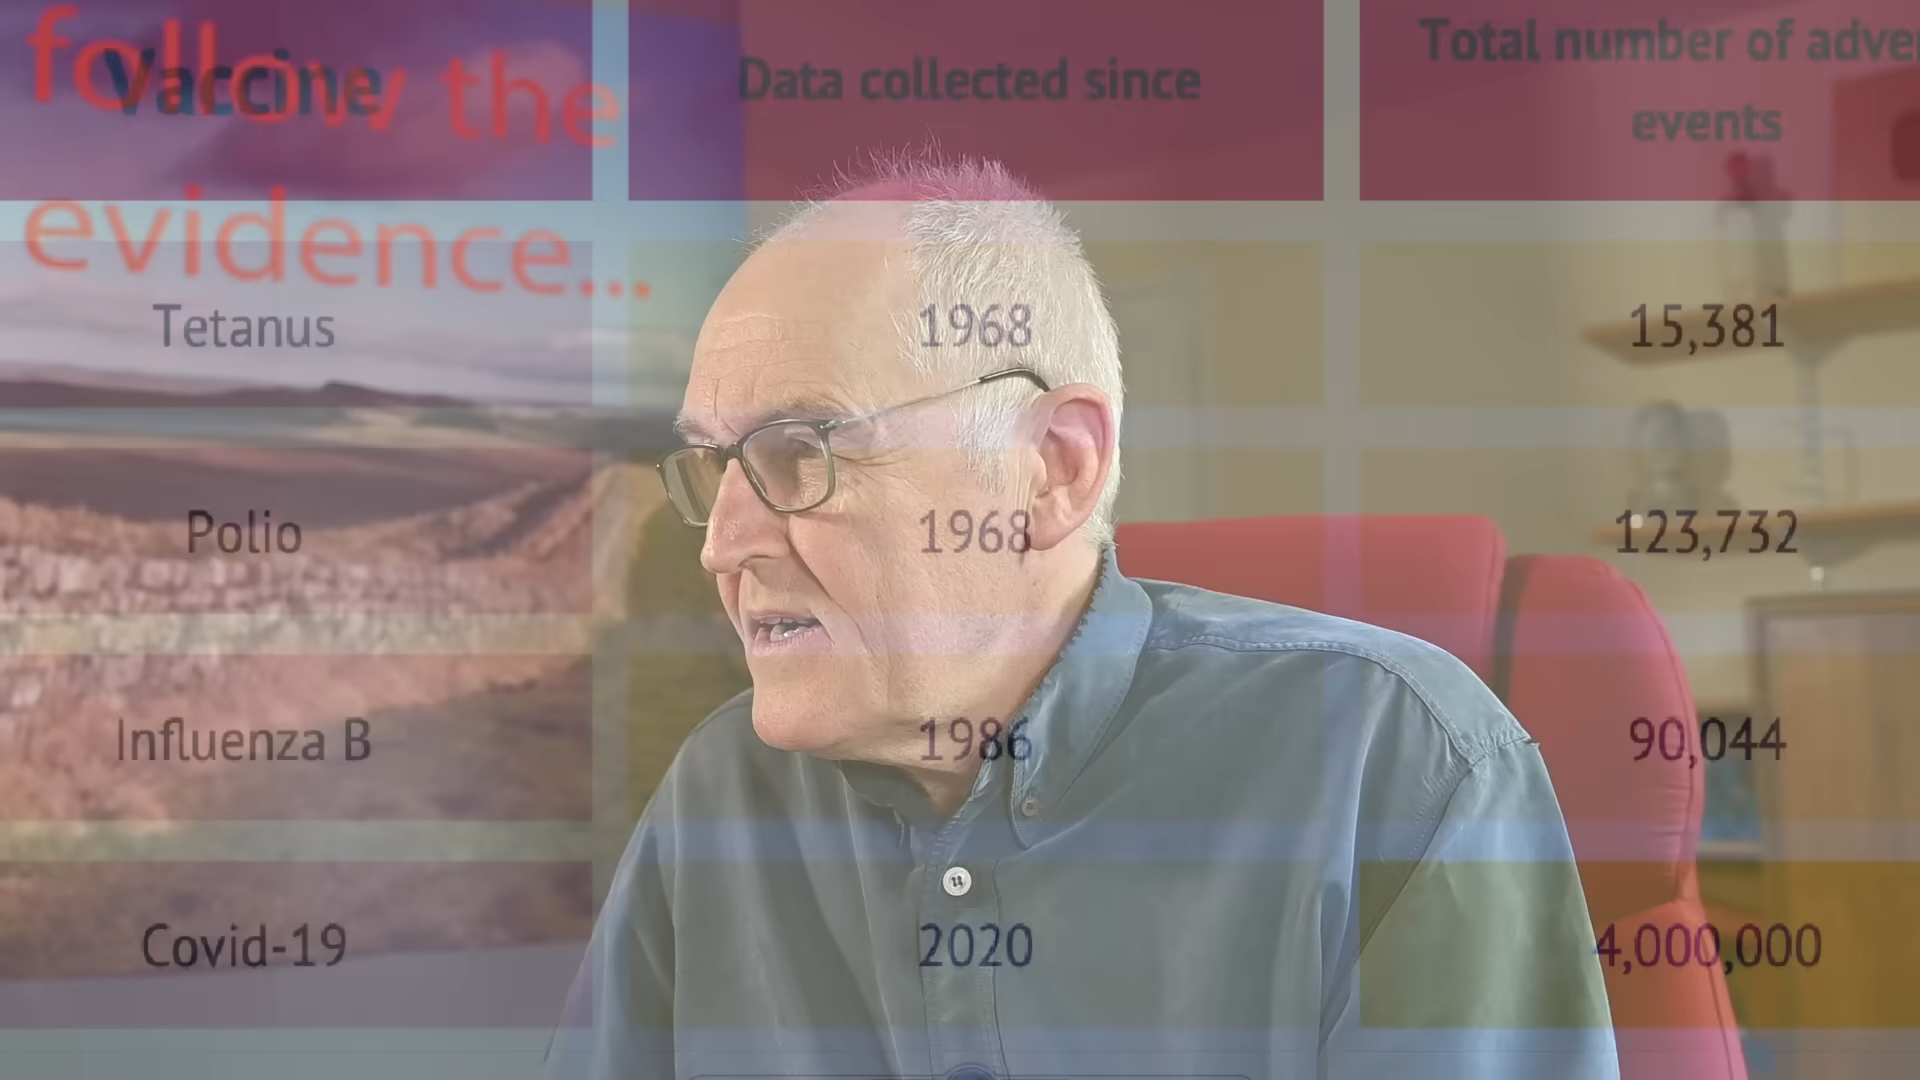 follow the
evidence...
Vaccine
Data collected since
Total number of adve
events
Tetanus
1968
15,381
Polio
1968
123,732
Influenza B
1986
90,044
Covid-19
2020
4,000,000